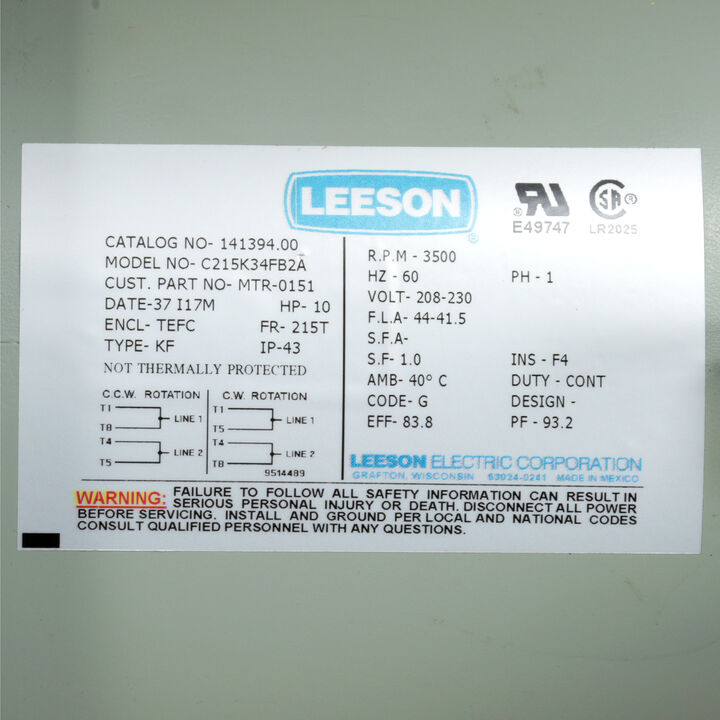 LEESON ®
® RU E49747
SA ® LR2025
CATALOG NO- 141394.00
MODEL NO- C215K34FB2A
CUST. PART NO- MTR-0151
DATE-37 I17M HP- 10
ENCL- TEFC FR- 215T
TYPE- KF IP-43
NOT THERMALLY PROTECTED
C.C.W. ROTATION C.W. ROTATION
T1 T1
LINE 1 LINE 1
T8 T5
T4 T4
LINE 2 LINE 2
T5 T8
9514489
R.P.M - 3500
HZ - 60 PH - 1
VOLT- 208-230
F.L.A- 44-41.5
S.F.A-
S.F- 1.0 INS - F4
AMB- 40° C DUTY - CONT
CODE- G DESIGN -
EFF- 83.8 PF - 93.2
LEESON ELECTRIC CORPORATION
GRAFTON, WISCONSIN 53024-0241 MADE IN MEXICO
WARNING: FAILURE TO FOLLOW ALL SAFETY INFORMATION CAN RESULT IN
SERIOUS PERSONAL INJURY OR DEATH. DISCONNECT ALL POWER
BEFORE SERVICING. INSTALL AND GROUND PER LOCAL AND NATIONAL CODES
CONSULT QUALIFIED PERSONNEL WITH ANY QUESTIONS.